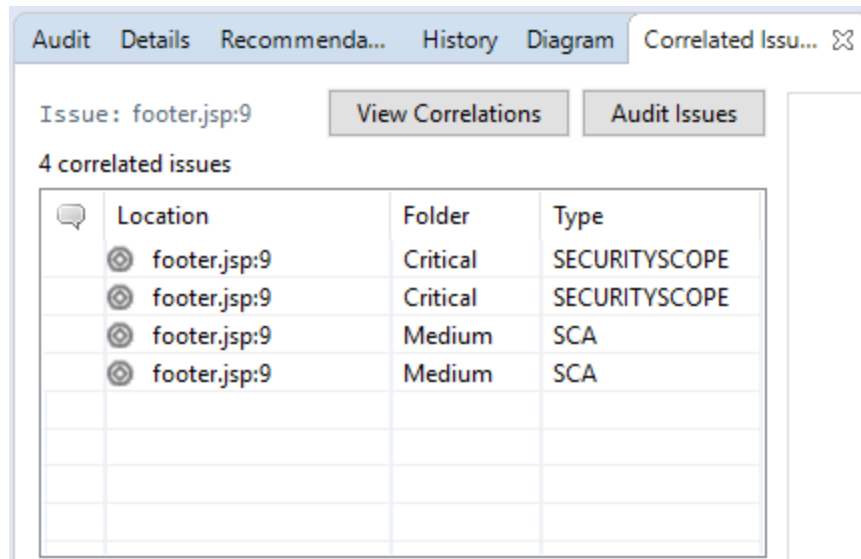 Audit Details Recommenda... History Diagram Correlated Issu...
Issue: footer.jsp:9 View Correlations Audit Issues
4 correlated issues
Location Folder Type
footer.jsp:9 Critical SECURITYSCOPE
footer.jsp:9 Critical SECURITYSCOPE
footer.jsp:9 Medium SCA
footer.jsp:9 Medium SCA